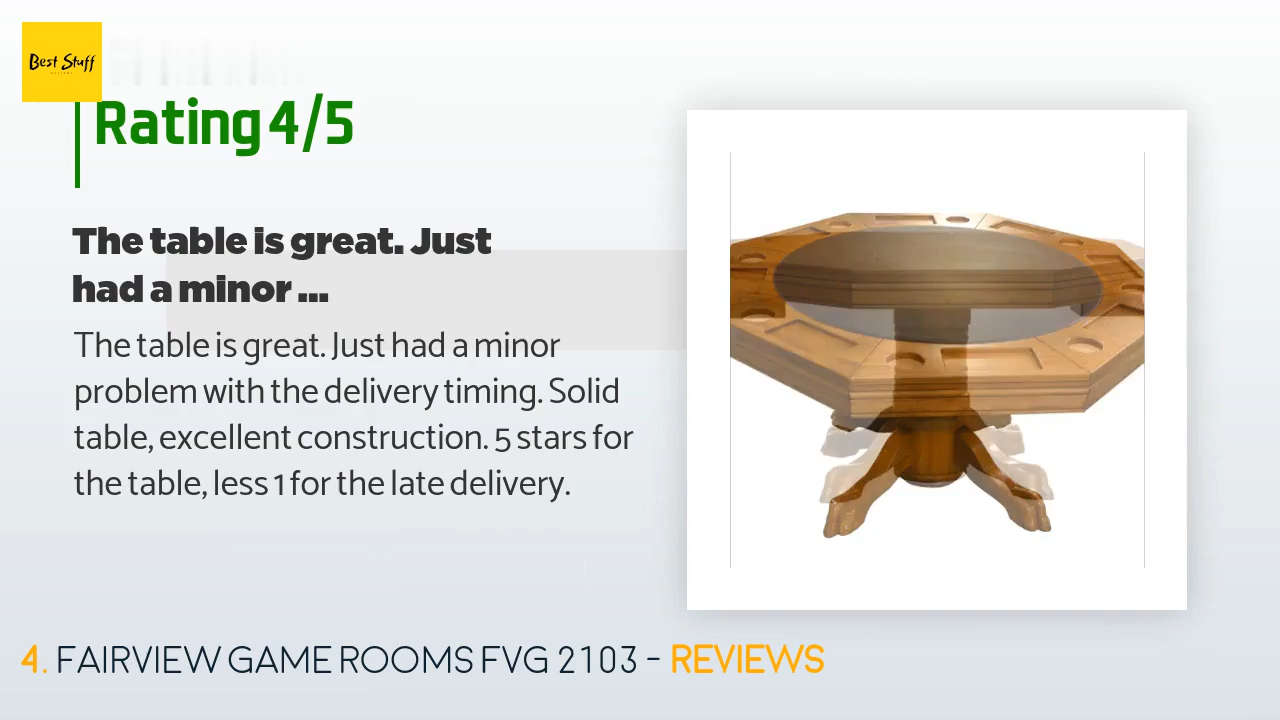 Best Stuff
Rating 4/5
The table is great. Just
had a minor ...
The table is great. Just had a minor
problem with the delivery timing. Solid
table, excellent construction. 5 stars for
the table, less 1 for the late delivery.
4. FAIRVIEW GAME ROOMS FVG 2103 - REVIEWS